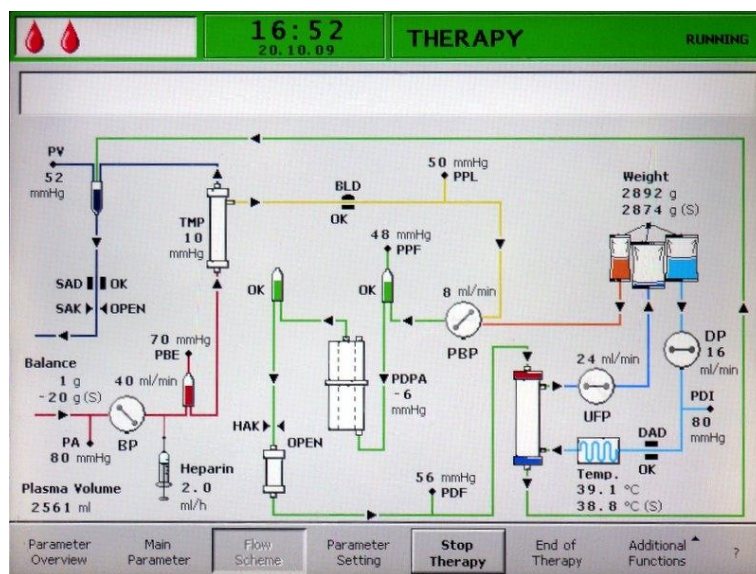 16:52
20.10.09
THERAPY
RUNNING
PV
52
mmHg
50 mmHg
PPL
BLD
OK
Weight
2892 g
2874 g (S)
TMP
10
mmHg
48 mmHg
PPF
SAD OK
SAK OPEN
OK
OK
8 ml/min
PBP
DP
16
ml/min
70 mmHg
PBE
Balance
1 g
-20 g (S)
40 ml/min
BP
PDPA
-6
mmHg
24 ml/min
UFP
PDI
80
mmHg
HAK
OPEN
DAD
OK
PA
80 mmHg
Heparin
2.0
ml/h
56 mmHg
PDF
Temp.
39.1 °C
38.8 °C (S)
Plasma Volume
2561 ml
Parameter
Overview
Main
Parameter
Flow
Scheme
Parameter
Setting
Stop
Therapy
End of
Therapy
Additional
Functions
?